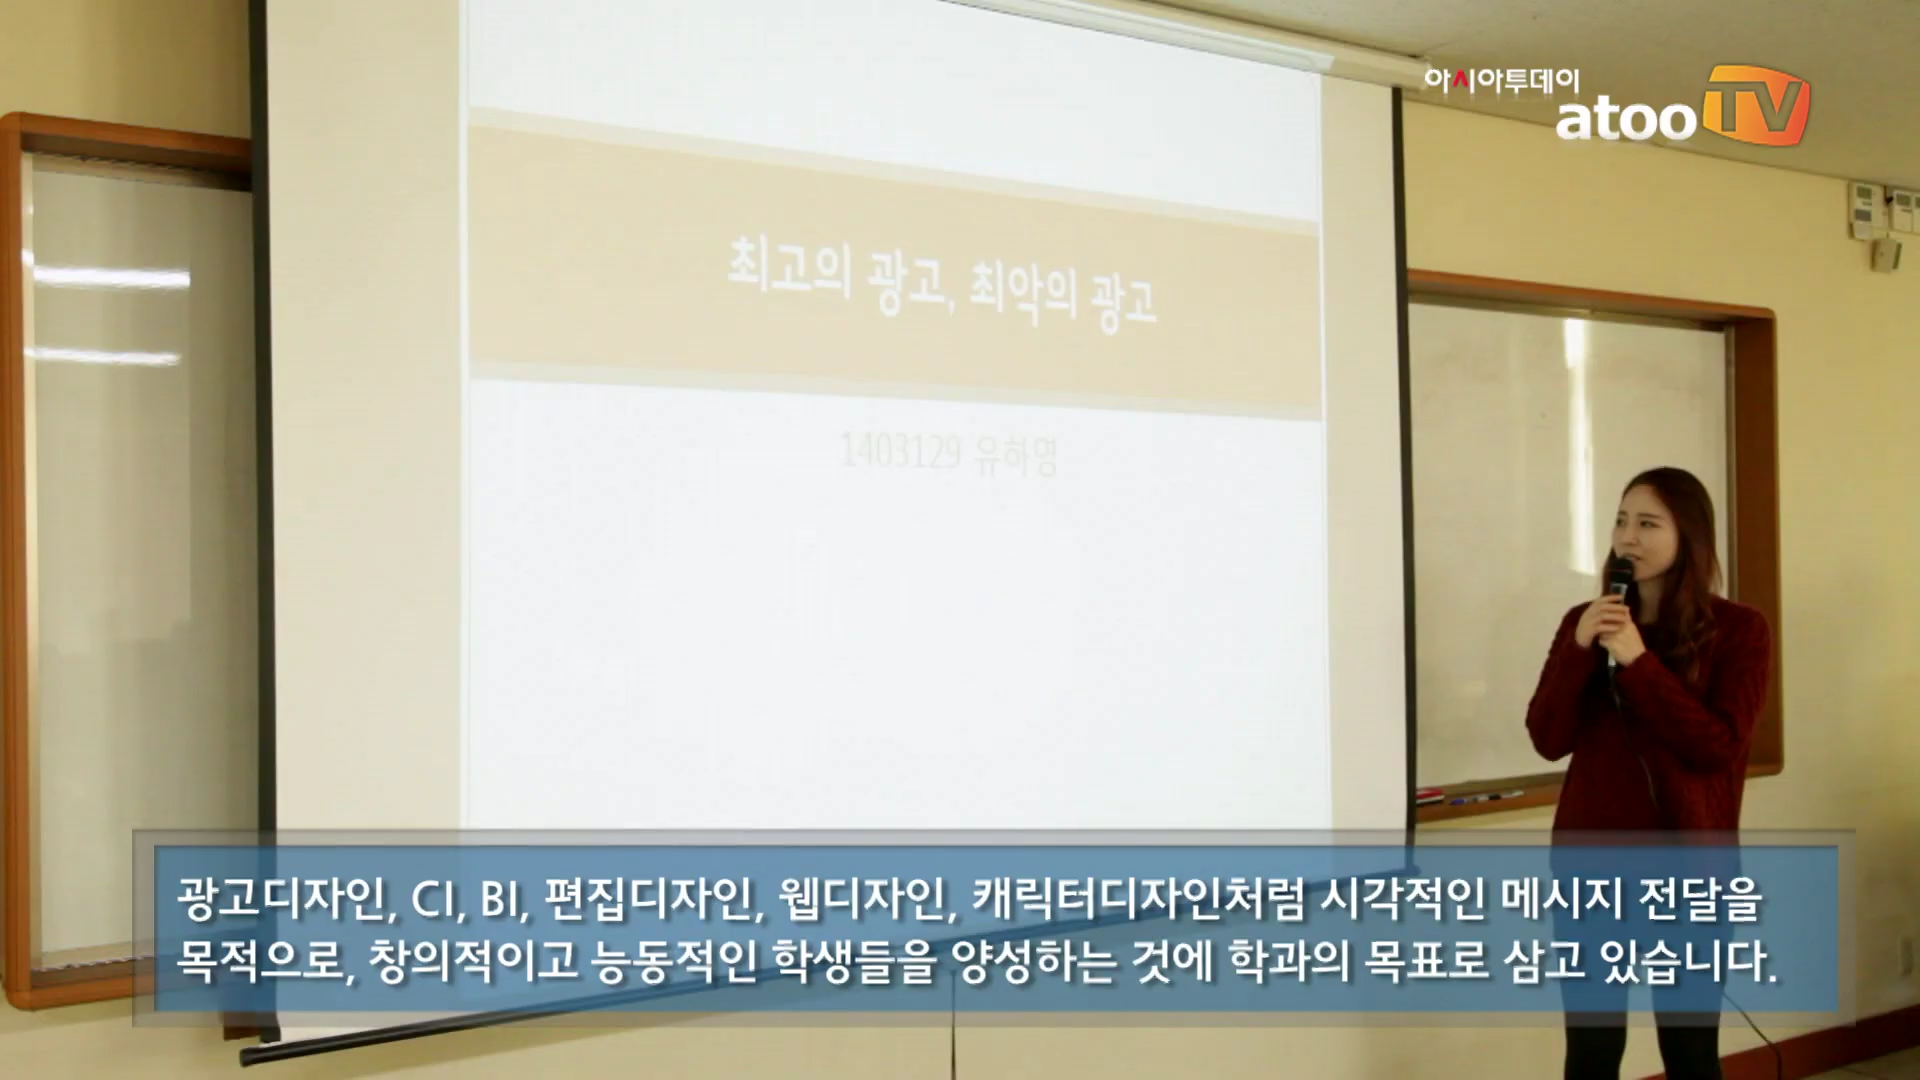 아시아투데이
atooTV
최고의 광고, 최악의 광고
1403129 유하영
광고디자인, CI, BI, 편집디자인, 웹디자인, 캐릭터디자인처럼 시각적인 메시지 전달을
목적으로, 창의적이고 능동적인 학생들을 양성하는 것에 학과의 목표로 삼고 있습니다.